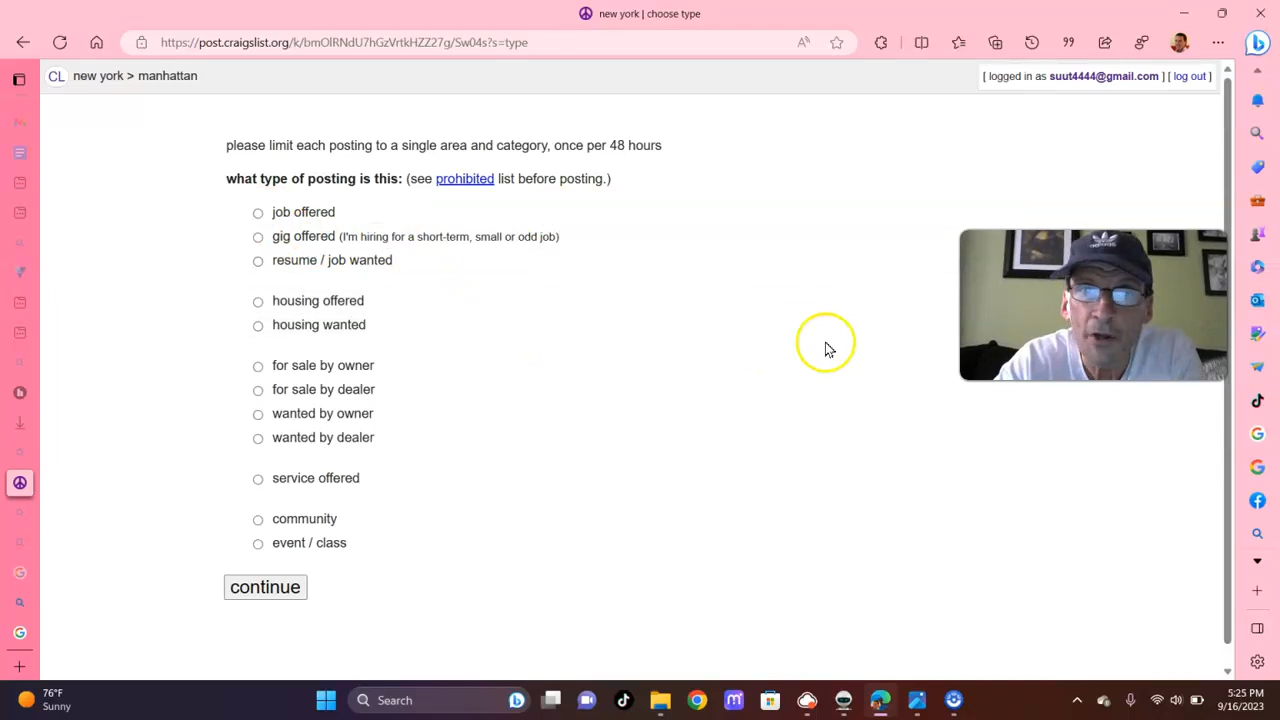 new york | choose type
https://post.craigslist.org/k/bmOlRNdU7hGzVrtkHZZ27g/Sw04s?s=type
CL new york > manhattan
[ logged in as suut4444@gmail.com ] [ log out ]
please limit each posting to a single area and category, once per 48 hours
what type of posting is this: (see prohibited list before posting.)
job offered
gig offered (I'm hiring for a short-term, small or odd job)
resume / job wanted
housing offered
housing wanted
for sale by owner
for sale by dealer
wanted by owner
wanted by dealer
service offered
community
event / class
continue
76°F
Sunny
Search
5:25 PM
9/16/2023